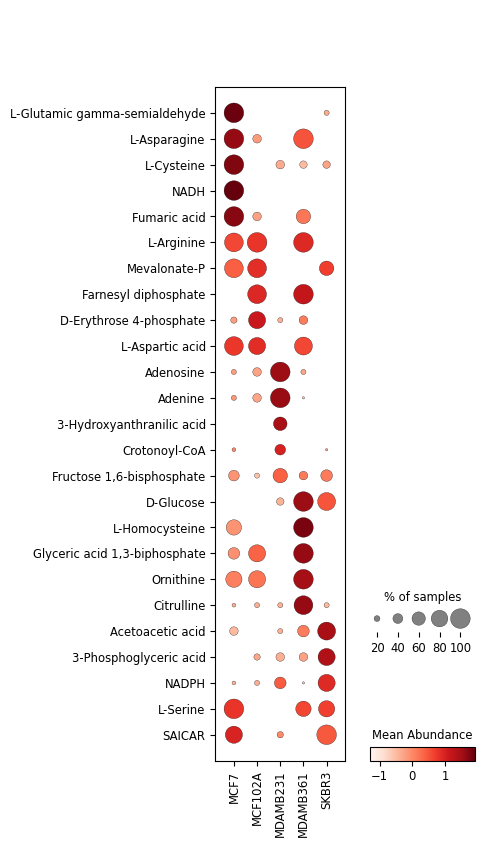 L-Glutamic gamma-semialdehyde
L-Asparagine
L-Cysteine
NADH
Fumaric acid
L-Arginine
Mevalonate-P
Farnesyl diphosphate
D-Erythrose 4-phosphate
L-Aspartic acid
Adenosine
Adenine
3-Hydroxyanthranilic acid
Crotonoyl-CoA
Fructose 1,6-bisphosphate
D-Glucose
L-Homocysteine
Glyceric acid 1,3-biphosphate
Ornithine
Citrulline
Acetoacetic acid
3-Phosphoglyceric acid
NADPH
L-Serine
SAICAR
MCF7
MCF102A
MDAMB231
MDAMB361
SKBR3
% of samples
20 40 60 80 100
Mean Abundance
−1 0 1